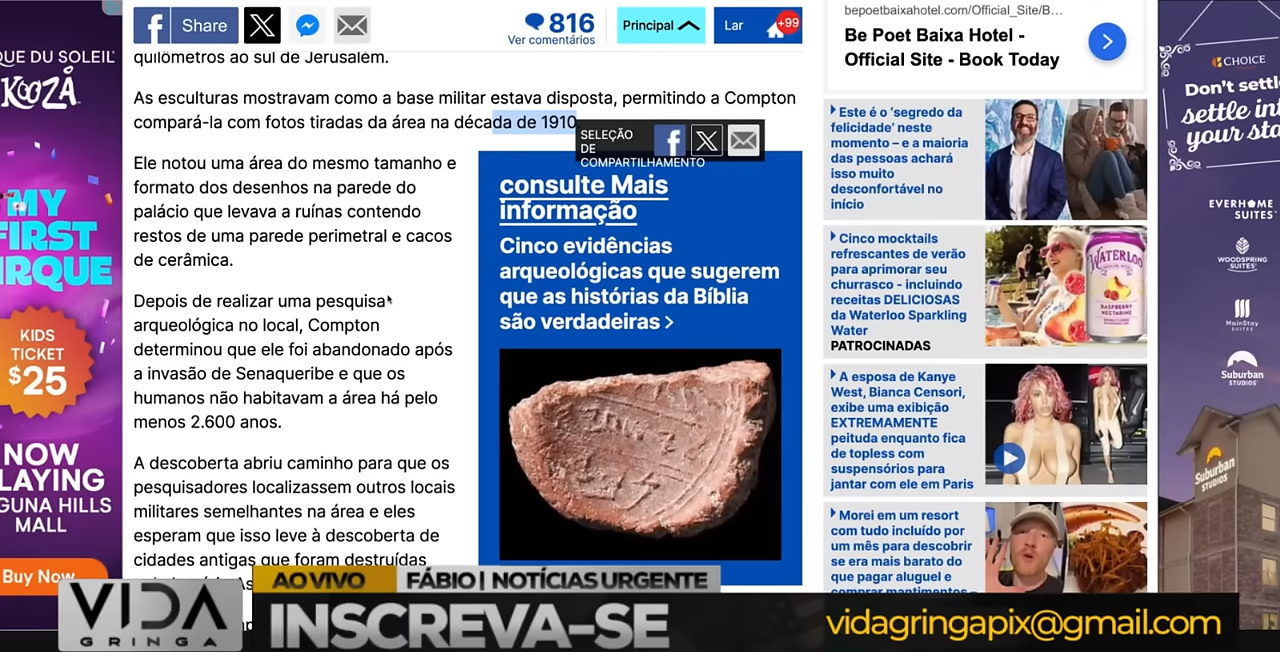 QUE DU SOLEIL
KOOZÅ
MY
FIRST
CIRQUE
KIDS
TICKET
$25
NOW
PLAYING
LAGUNA HILLS
MALL
Buy Now
Share
816
Ver comentários
Principal
Lar
+99
quilômetros ao sul de Jerusalém.
As esculturas mostravam como a base militar estava disposta, permitindo a Compton
compará-la com fotos tiradas da área na década de 1910
SELEÇÃO
DE
COMPARTILHAMENTO
Ele notou uma área do mesmo tamanho e
formato dos desenhos na parede do
palácio que levava a ruínas contendo
restos de uma parede perimetral e cacos
de cerâmica.
Depois de realizar uma pesquisa
arqueológica no local, Compton
determinou que ele foi abandonado após
a invasão de Senaqueribe e que os
humanos não habitavam a área há pelo
menos 2.600 anos.
A descoberta abriu caminho para que os
pesquisadores localizassem outros locais
militares semelhantes na área e eles
esperam que isso leve à descoberta de
cidades antigas que foram destruídas
consulte Mais
informação
Cinco evidências
arqueológicas que sugerem
que as histórias da Bíblia
são verdadeiras >
bepoetbaixahotel.com/Official_Site/B...
Be Poet Baixa Hotel -
Official Site - Book Today
Este é o 'segredo da
felicidade' neste
momento – e a maioria
das pessoas achará
isso muito
desconfortável no
início
Cinco mocktails
refrescantes de verão
para aprimorar seu
churrasco - incluindo
receitas DELICIOSAS
da Waterloo Sparkling
Water
PATROCINADAS
WATERLOO
RASPBERRY
NECTARINE
A esposa de Kanye
West, Bianca Censori,
exibe uma exibição
EXTREMAMENTE
peituda enquanto fica
de topless com
suspensórios para
jantar com ele em Paris
Morei em um resort
com tudo incluído por
um mês para descobrir
se era mais barato do
que pagar aluguel e
comprar mantimentos –
CHOICE
Don't settle
settle in
your sta
EVERHOME
SUITES
WOODSPRING
SUITES
MainStay
SUITES
Suburban
STUDIOS
Suburban
STUDIOS
VIDA
GRINGA
AO VIVO
FÁBIO | NOTÍCIAS URGENTE
INSCREVA-SE
vidagringapix@gmail.com